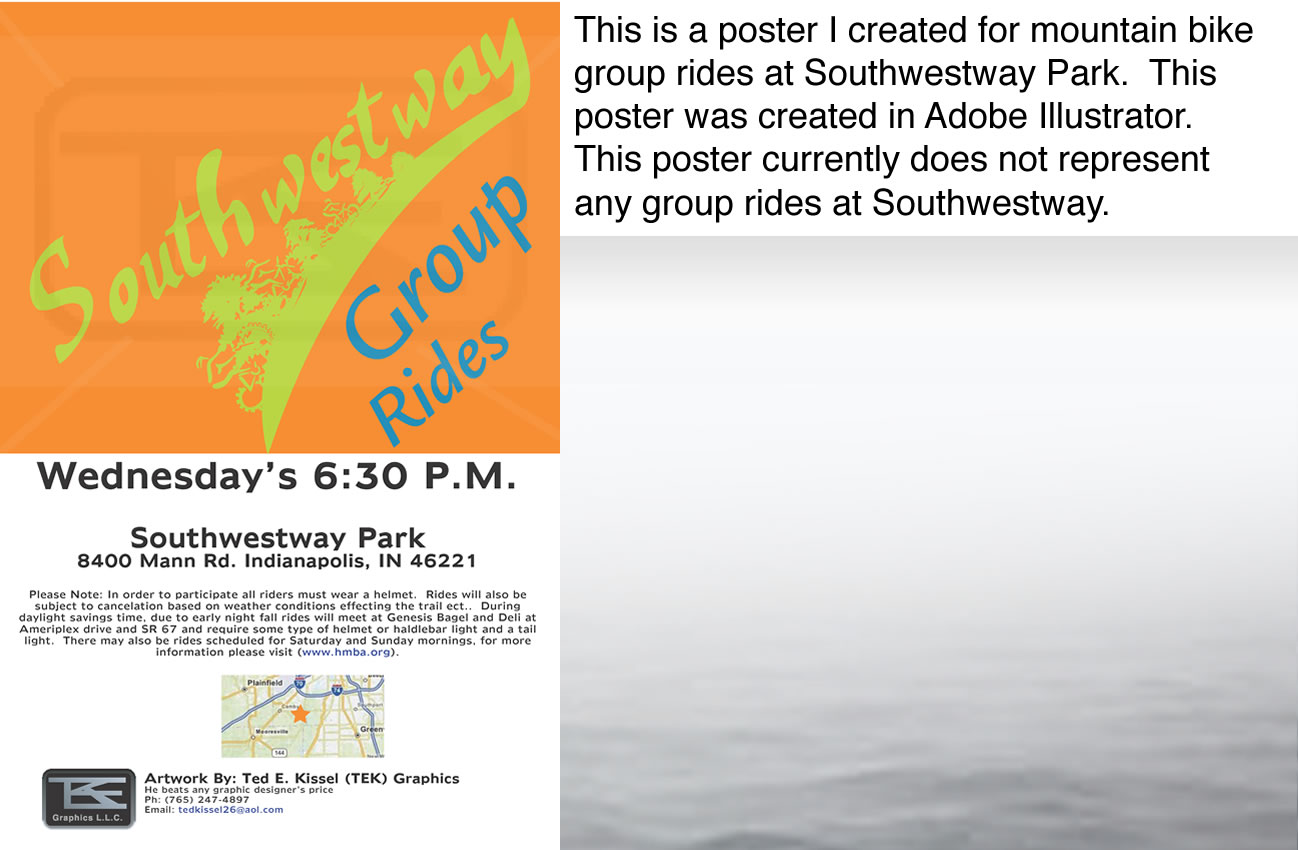 Southwestway
Group
Rides
This is a poster I created for mountain bike
group rides at Southwestway Park.  This
poster was created in Adobe Illustrator.
This poster currently does not represent
any group rides at Southwestway.
Wednesday's 6:30 P.M.
Southwestway Park
8400 Mann Rd. Indianapolis, IN 46221
Please Note: In order to participate all riders must wear a helmet.  Rides will also be
subject to cancelation based on weather conditions effecting the trail ect..  During
daylight savings time, due to early night fall rides will meet at Genesis Bagel and Deli at
Ameriplex drive and SR 67 and require some type of helmet or haldlebar light and a tail
light.  There may also be rides scheduled for Saturday and Sunday mornings, for more
information please visit (www.hmba.org).
Plainfield
70
74
Camby
Southport
Mooresville
Green
144
TEK
Graphics L.L.C.
Artwork By: Ted E. Kissel (TEK) Graphics
He beats any graphic designer's price
Ph: (765) 247-4897
Email: tedkissel26@aol.com